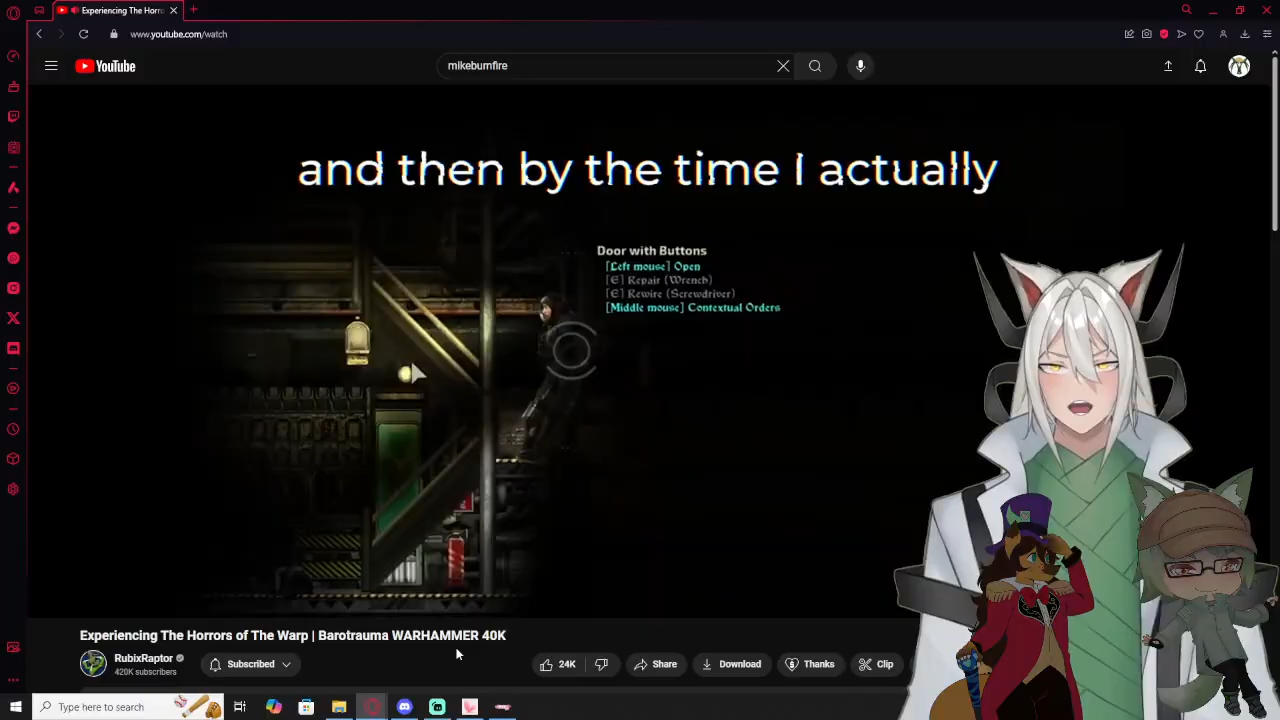 Experiencing The Horro
www.youtube.com/watch
YouTube
mikeburnfire
and then by the time I actually
Door with Buttons
[Left mouse] Open
[E] Repair (Wrench)
[E] Rewire (Screwdriver)
[Middle mouse] Contextual Orders
Experiencing The Horrors of The Warp | Barotrauma WARHAMMER 40K
RubixRaptor
420K subscribers
Subscribed
24K
Share
Download
Thanks
Clip
Type here to search